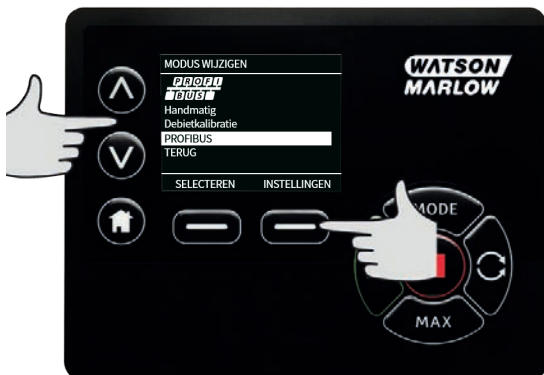 MODUS WIJZIGEN
PROFI
BUS
Handmatig
Debietkalibratie
PROFIBUS
TERUG
SELECTEREN INSTELLINGEN
WATSON
MARLOW
MODE
MAX